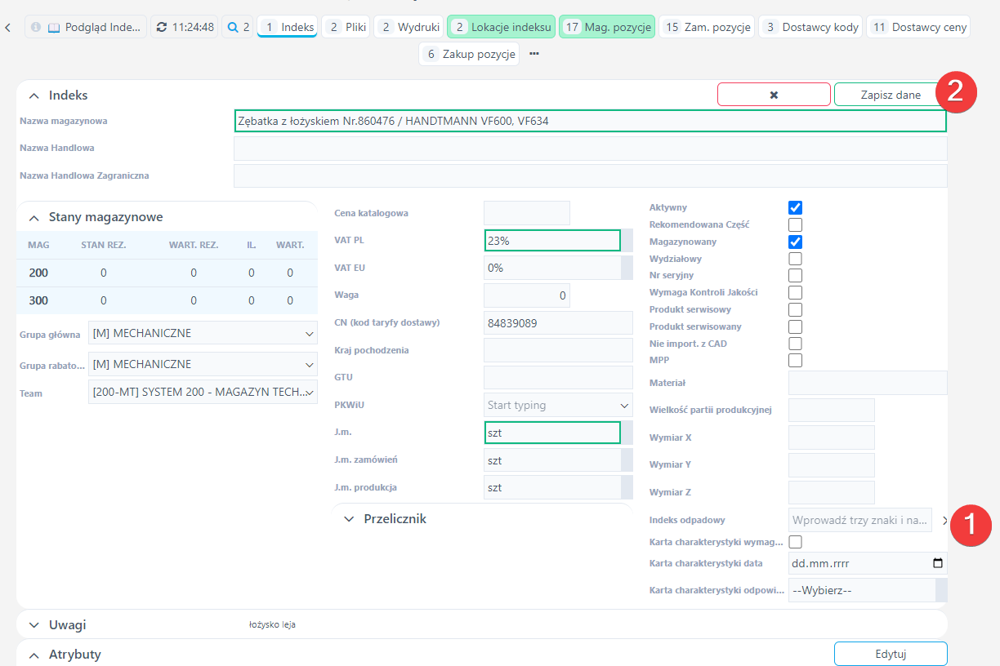 Podgląd Inde...
11:24:48
2
1 Indeks
2 Pliki
2 Wydruki
2 Lokacje indeksu
17 Mag. pozycje
15 Zam. pozycje
3 Dostawcy kody
11 Dostawcy ceny
6 Zakup pozycje
Indeks
Zapisz dane
2
Nazwa magazynowa
Zębatka z łożyskiem Nr.860476 / HANDTMANN VF600, VF634
Nazwa Handlowa
Nazwa Handlowa Zagraniczna
Stany magazynowe
MAG STAN REZ. WART. REZ. IL. WART.
200 0 0 0 0
300 0 0 0 0
Grupa główna [M] MECHANICZNE
Grupa rabato... [M] MECHANICZNE
Team [200-MT] SYSTEM 200 - MAGAZYN TECH...
Cena katalogowa
VAT PL 23%
VAT EU 0%
Waga 0
CN (kod taryfy dostawy) 84839089
Kraj pochodzenia
GTU
PKWiU Start typing
J.m. szt
J.m. zamówień szt
J.m. produkcja szt
Przelicznik
Aktywny
Rekomendowana Część
Magazynowany
Wydziałowy
Nr seryjny
Wymaga Kontroli Jakości
Produkt serwisowy
Produkt serwisowany
Nie import. z CAD
MPP
Materiał
Wielkość partii produkcyjnej
Wymiar X
Wymiar Y
Wymiar Z
Indeks odpadowy Wprowadź trzy znaki i na...
1
Karta charakterystyki wymag...
Karta charakterystyki data dd.mm.rrrr
Karta charakterystyki odpowi... --Wybierz--
Uwagi łożysko leja
Atrybuty
Edytuj